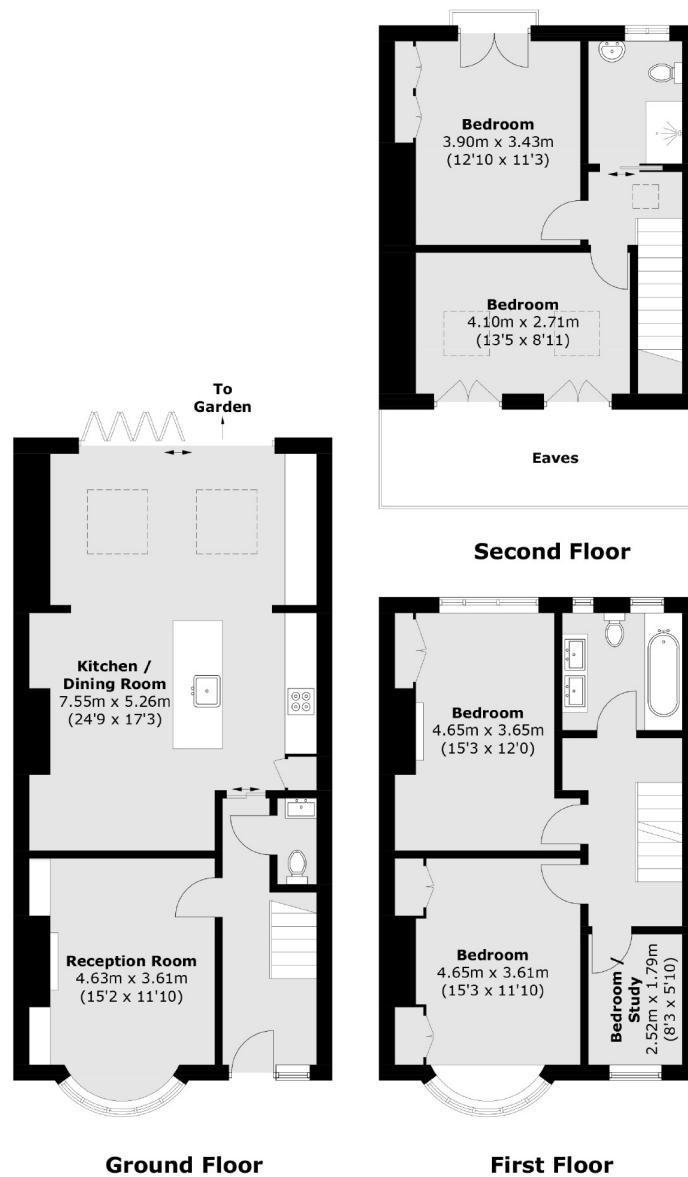 Bedroom
3.90m x 3.43m
(12'10 x 11'3)
Bedroom
4.10m x 2.71m
(13'5 x 8'11)
Eaves
Second Floor
To
Garden
Kitchen /
Dining Room
7.55m x 5.26m
(24'9 x 17'3)
Reception Room
4.63m x 3.61m
(15'2 x 11'10)
Ground Floor
Bedroom
4.65m x 3.65m
(15'3 x 12'0)
Bedroom
4.65m x 3.61m
(15'3 x 11'10)
Bedroom /
Study
2.52m x 1.79m
(8'3 x 5'10)
First Floor